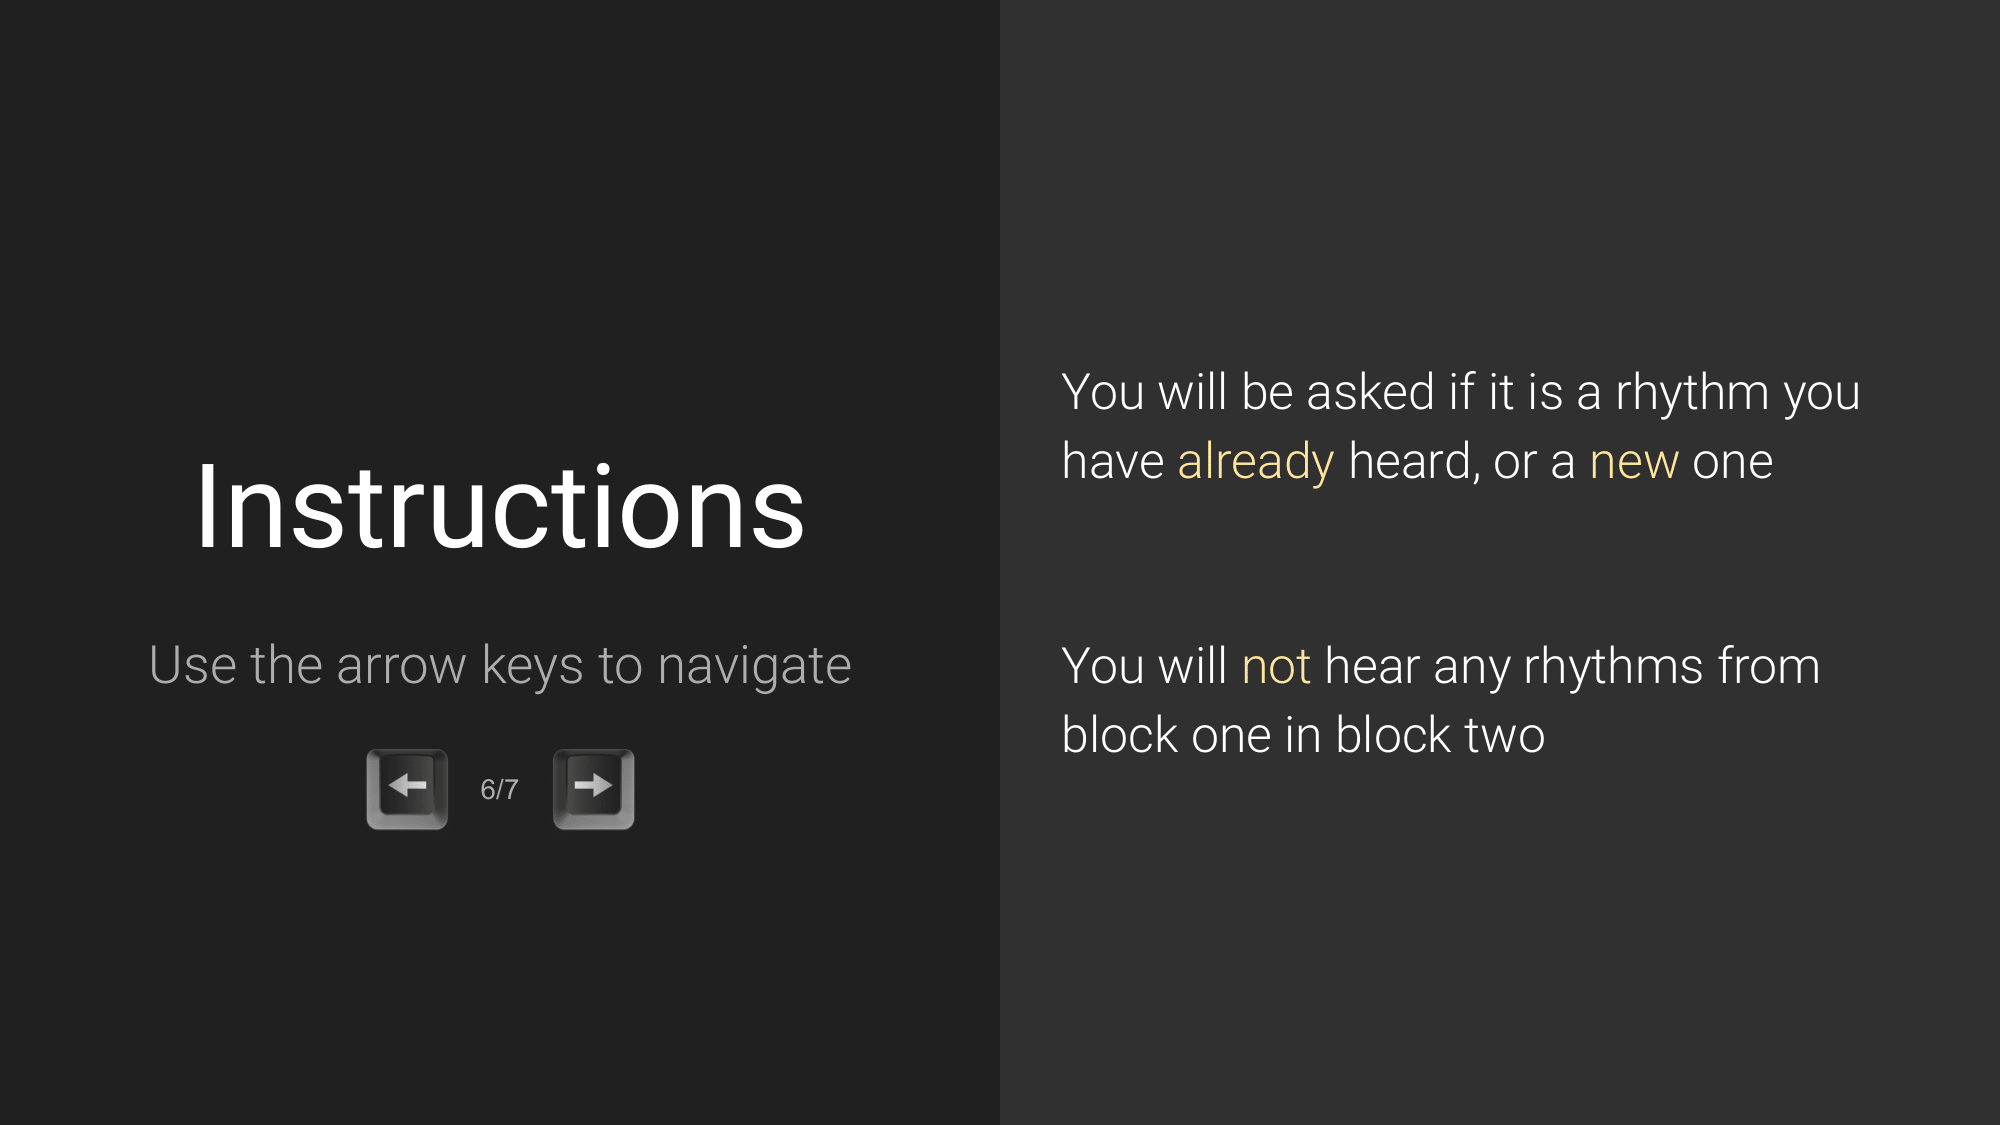 Instructions
Use the arrow keys to navigate
6/7
You will be asked if it is a rhythm you
have already heard, or a new one
You will not hear any rhythms from
block one in block two